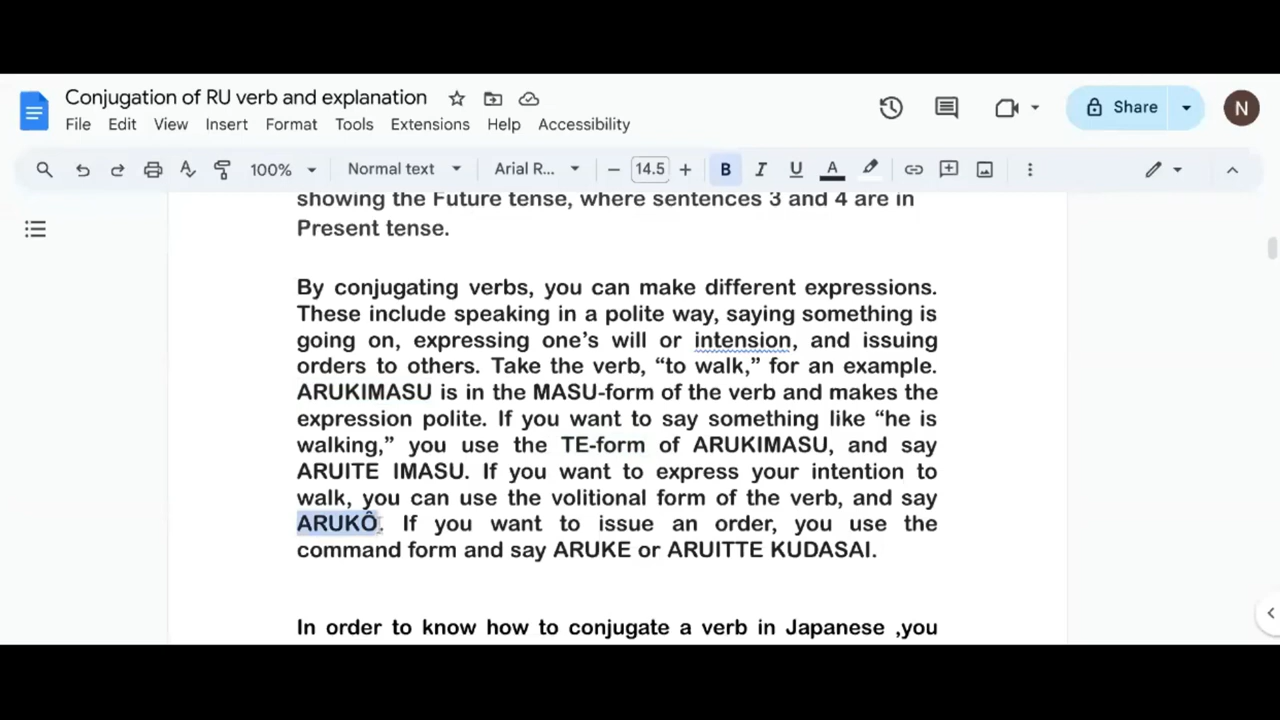 Conjugation of RU verb and explanation
File Edit View Insert Format Tools Extensions Help Accessibility
Share
N
100% Normal text Arial R... – 14.5 + B I U A
showing the Future tense, where sentences 3 and 4 are in
Present tense.
By conjugating verbs, you can make different expressions.
These include speaking in a polite way, saying something is
going on, expressing one’s will or intension, and issuing
orders to others. Take the verb, “to walk,” for an example.
ARUKIMASU is in the MASU-form of the verb and makes the
expression polite. If you want to say something like “he is
walking,” you use the TE-form of ARUKIMASU, and say
ARUITE IMASU. If you want to express your intention to
walk, you can use the volitional form of the verb, and say
ARUKÔ. If you want to issue an order, you use the
command form and say ARUKE or ARUITTE KUDASAI.
In order to know how to conjugate a verb in Japanese ,you